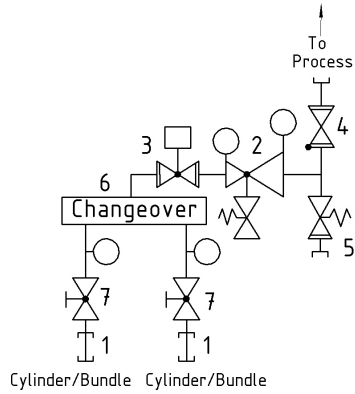 To
Process
4
3
2
6
Changeover
5
7
7
1
1
Cylinder/Bundle
Cylinder/Bundle